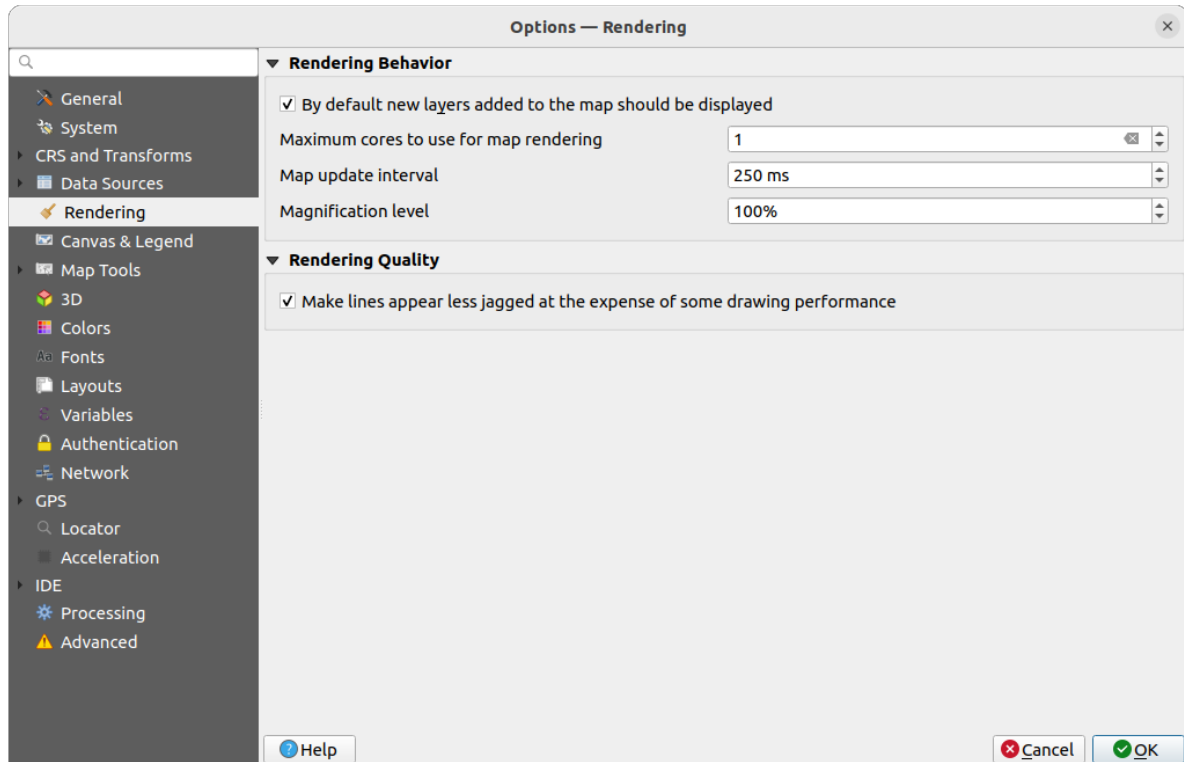 Options — Rendering
General
System
CRS and Transforms
Data Sources
Rendering
Canvas & Legend
Map Tools
3D
Colors
Aa Fonts
Layouts
Variables
Authentication
Network
GPS
Locator
Acceleration
IDE
Processing
Advanced
Rendering Behavior
By default new layers added to the map should be displayed
Maximum cores to use for map rendering 1
Map update interval 250 ms
Magnification level 100%
Rendering Quality
Make lines appear less jagged at the expense of some drawing performance
Help Cancel OK